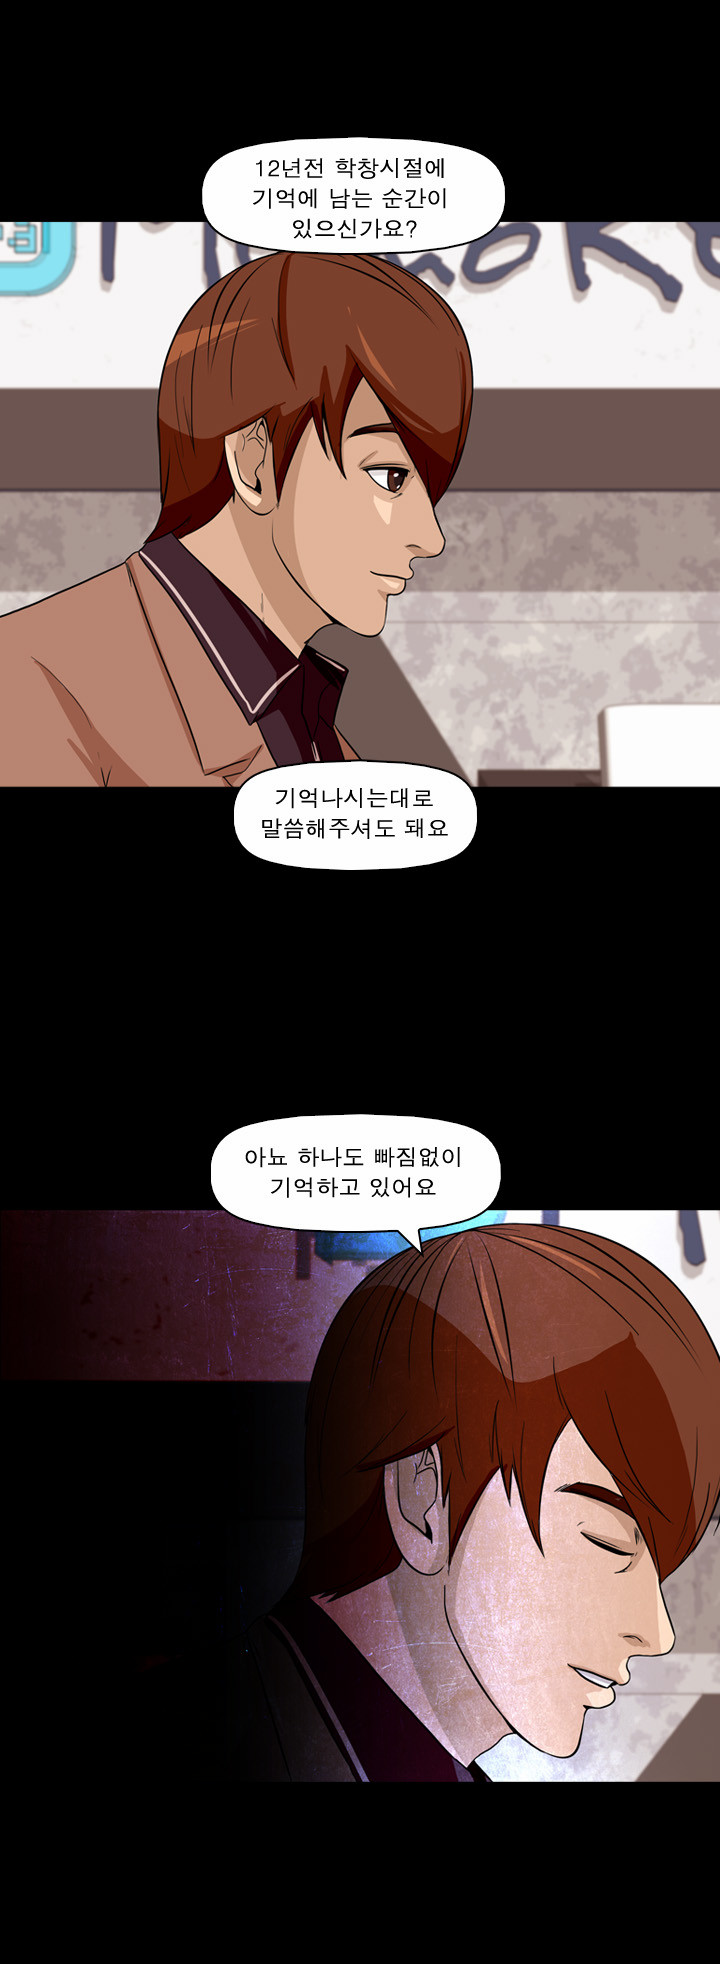 12년전 학창시절에
기억에 남는 순간이
있으신가요?
기억나시는대로
말씀해주셔도 돼요
아뇨 하나도 빠짐없이
기억하고 있어요